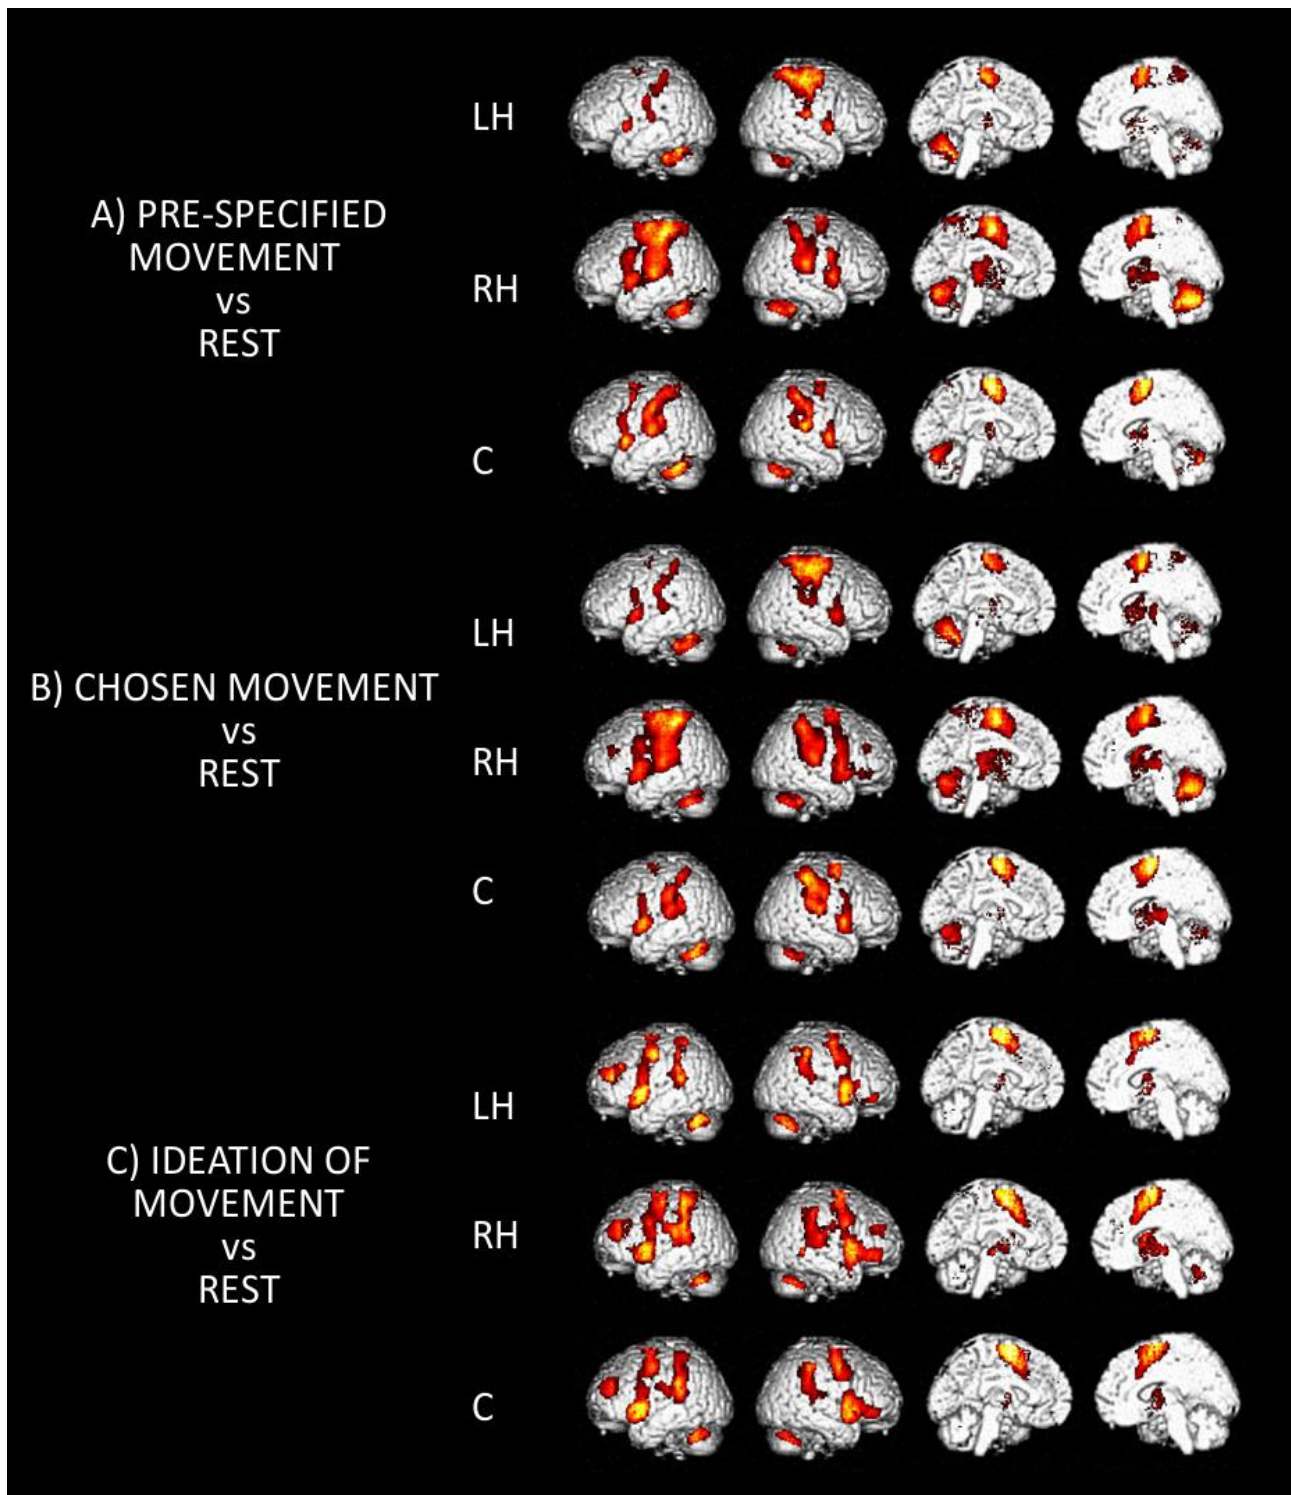 LH
A) PRE-SPECIFIED
MOVEMENT
vs
REST
RH
C
LH
B) CHOSEN MOVEMENT
vs
REST
RH
C
LH
C) IDEATION OF
MOVEMENT
vs
REST
RH
C